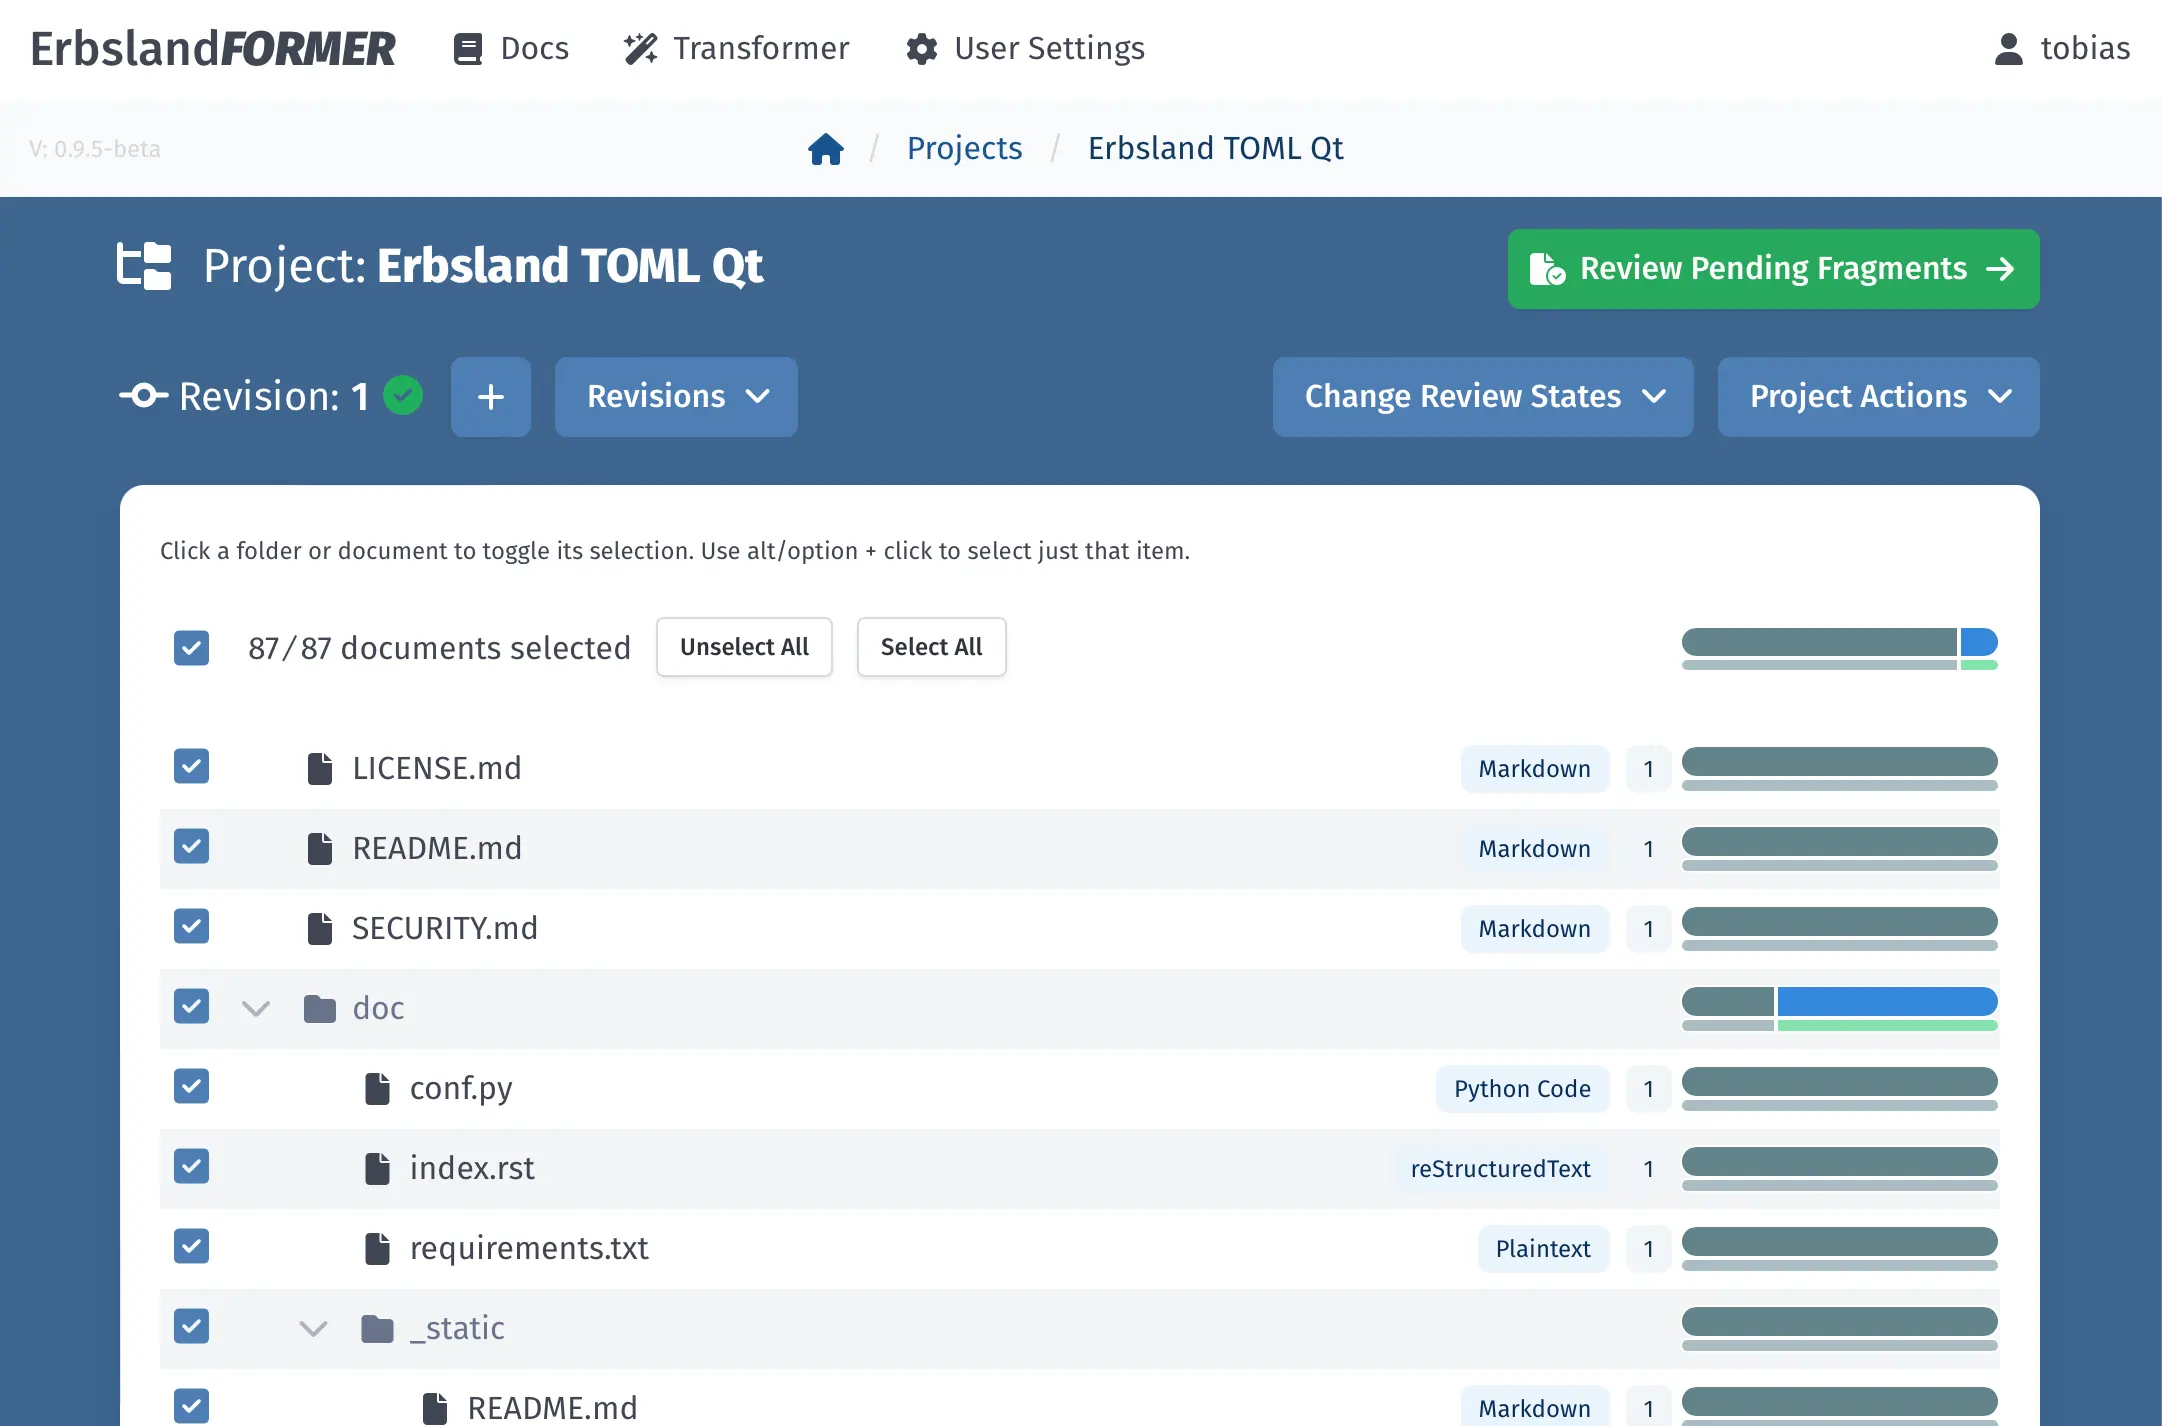 ErbslandFORMER Docs Transformer User Settings tobias
V: 0.9.5-beta / Projects / Erbsland TOML Qt
Project: Erbsland TOML Qt Review Pending Fragments
Revision: 1 + Revisions Change Review States Project Actions
Click a folder or document to toggle its selection. Use alt/option + click to select just that item.
87/87 documents selected Unselect All Select All
LICENSE.md Markdown 1
README.md Markdown 1
SECURITY.md Markdown 1
doc
conf.py Python Code 1
index.rst reStructuredText 1
requirements.txt Plaintext 1
_static
README.md Markdown 1